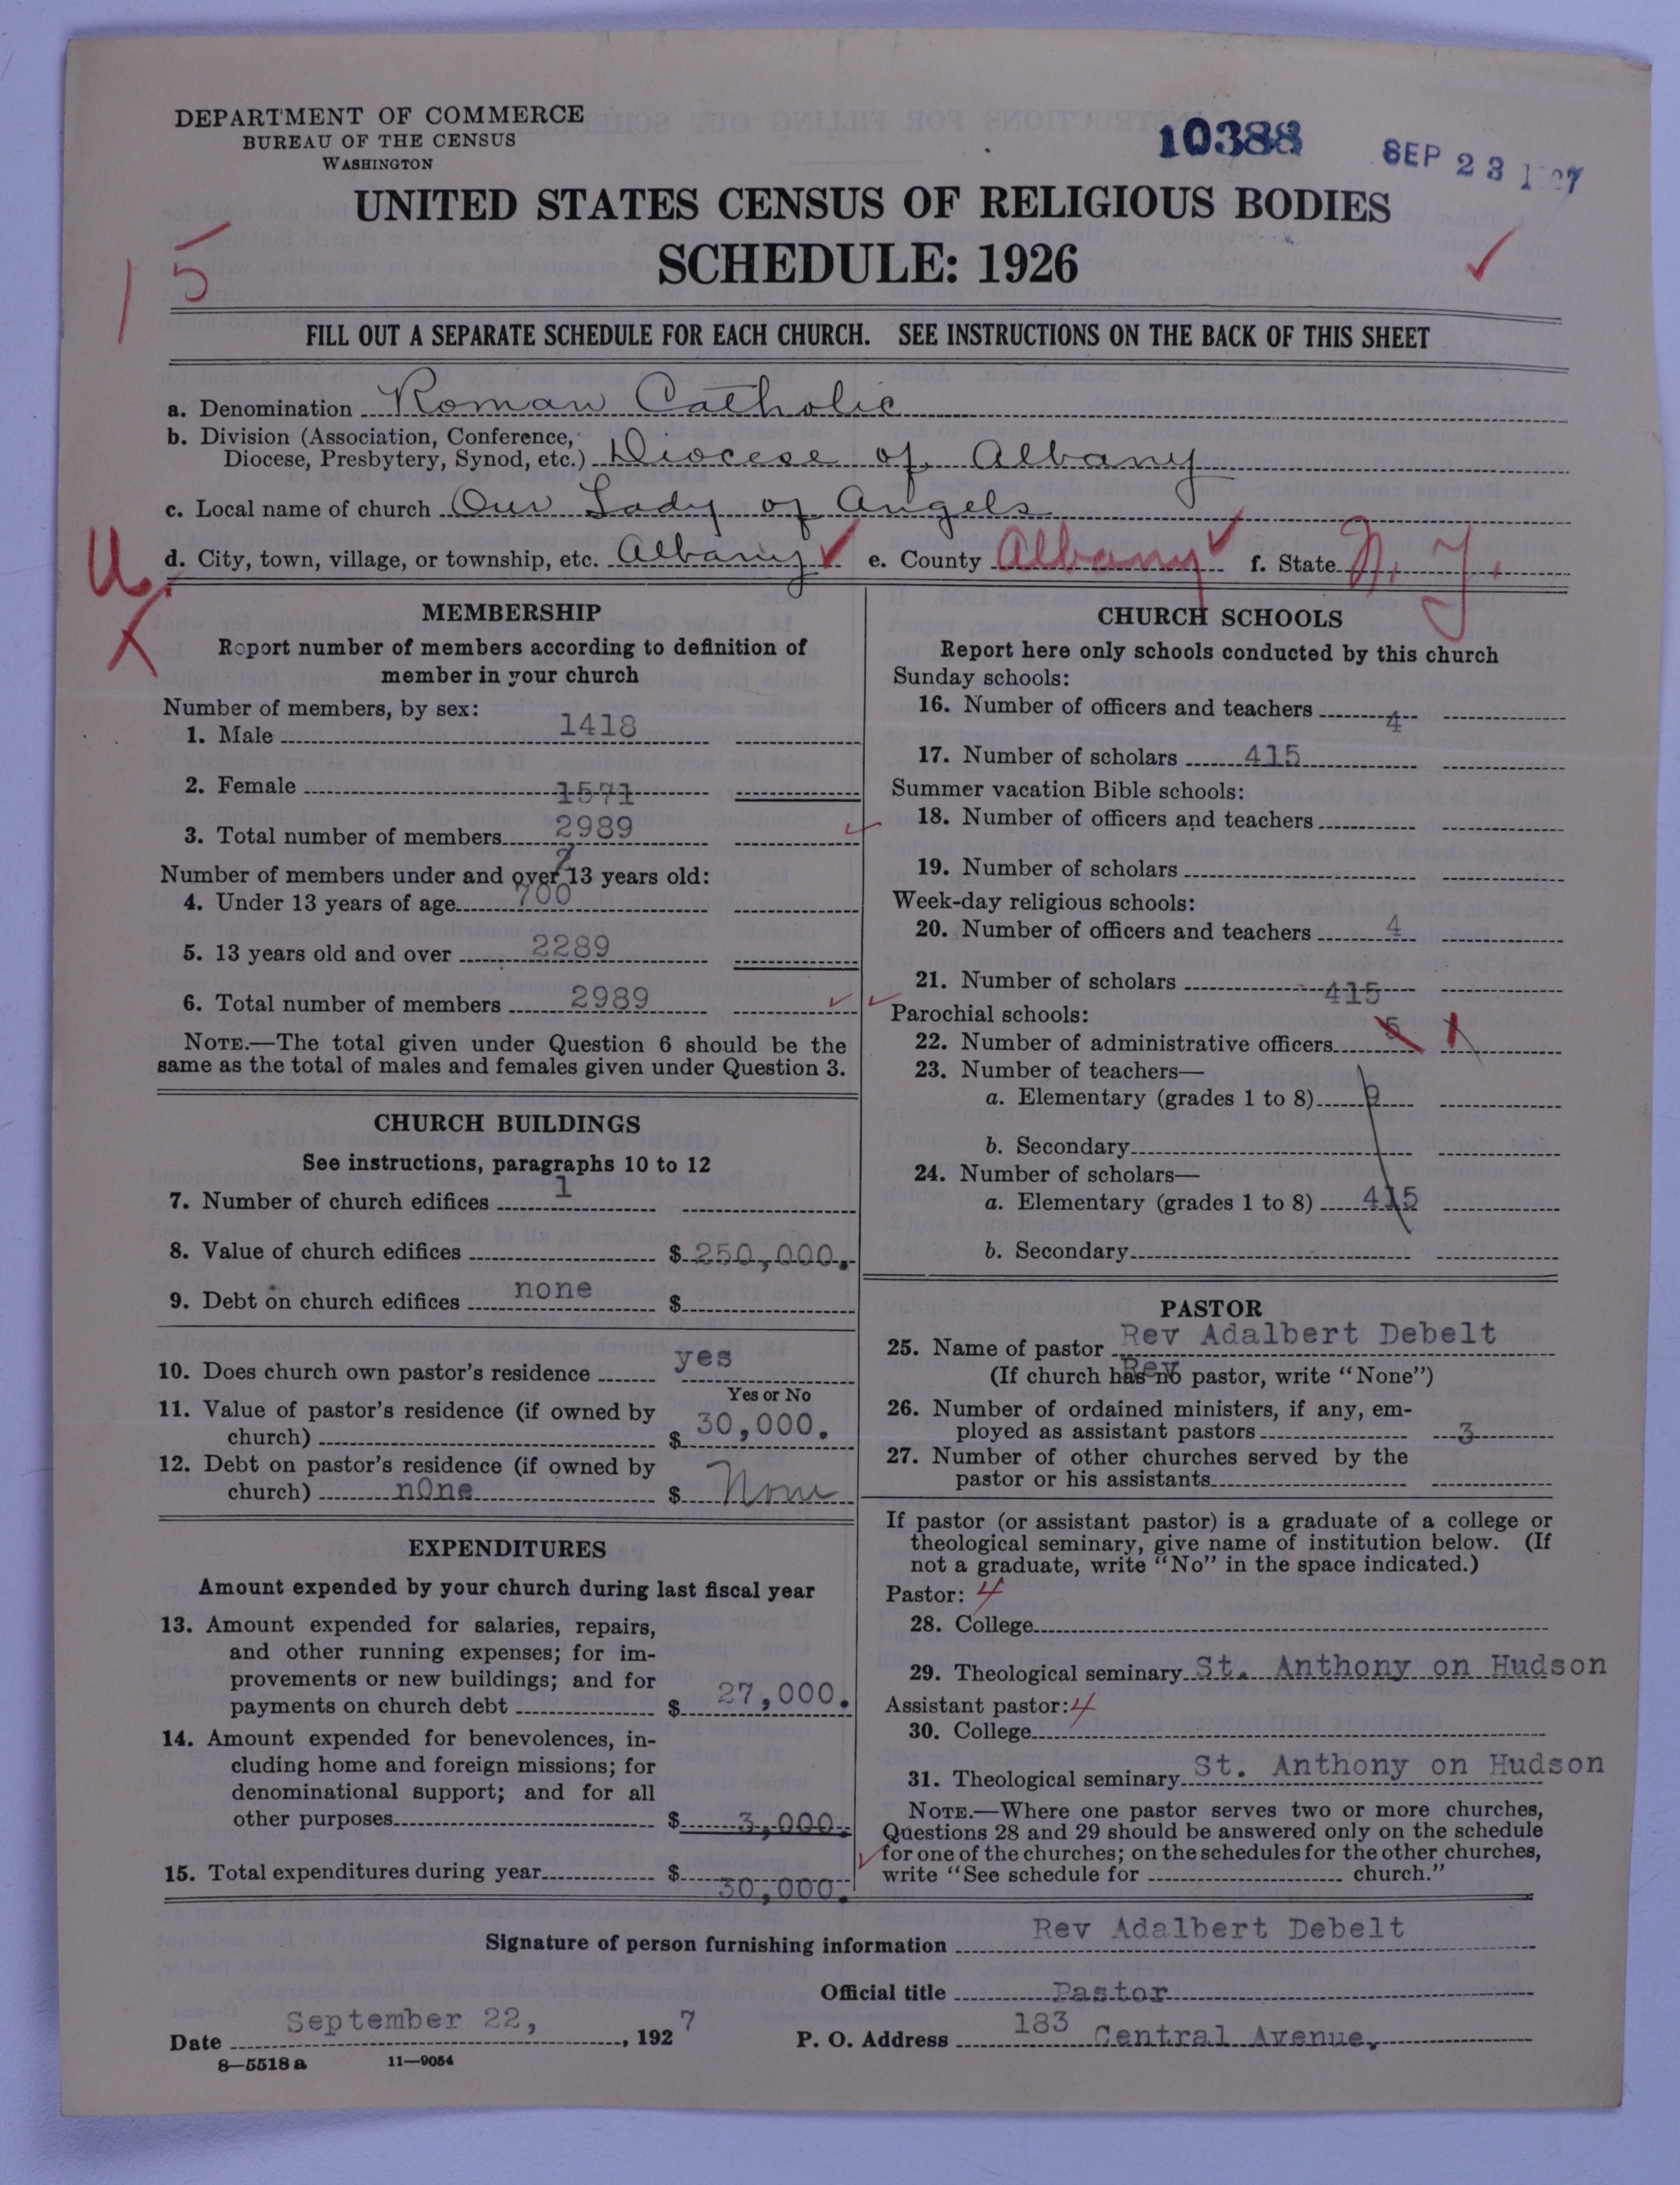 DEPARTMENT OF COMMERCE
BUREAU OF THE CENSUS
WASHINGTON
10388
SEP 23 1927
UNITED STATES CENSUS OF RELIGIOUS BODIES
SCHEDULE: 1926
15
FILL OUT A SEPARATE SCHEDULE FOR EACH CHURCH. SEE INSTRUCTIONS ON THE BACK OF THIS SHEET
a. Denomination Roman Catholic
b. Division (Association, Conference,
Diocese, Presbytery, Synod, etc.) Diocese of Albany
c. Local name of church Our Lady of Angels
d. City, town, village, or township, etc. Albany e. County Albany f. State N. Y.
MEMBERSHIP
Report number of members according to definition of
member in your church
Number of members, by sex:
1. Male 1418
2. Female 1571
3. Total number of members 2989
Number of members under and over 13 years old:
4. Under 13 years of age 700
5. 13 years old and over 2289
6. Total number of members 2989
NOTE.—The total given under Question 6 should be the
same as the total of males and females given under Question 3.
CHURCH BUILDINGS
See instructions, paragraphs 10 to 12
7. Number of church edifices 1
8. Value of church edifices $ 250,000.
9. Debt on church edifices none $
10. Does church own pastor's residence yes
Yes or No
11. Value of pastor's residence (if owned by
church) $ 30,000.
12. Debt on pastor's residence (if owned by
church) nOne $ None
EXPENDITURES
Amount expended by your church during last fiscal year
13. Amount expended for salaries, repairs,
and other running expenses; for im-
provements or new buildings; and for
payments on church debt $ 27,000.
14. Amount expended for benevolences, in-
cluding home and foreign missions; for
denominational support; and for all
other purposes $ 3,000.
15. Total expenditures during year $ 30,000.
CHURCH SCHOOLS
Report here only schools conducted by this church
Sunday schools:
16. Number of officers and teachers 4
17. Number of scholars 415
Summer vacation Bible schools:
18. Number of officers and teachers
19. Number of scholars
Week-day religious schools:
20. Number of officers and teachers 4
21. Number of scholars 415
Parochial schools:
22. Number of administrative officers 5 1
23. Number of teachers—
a. Elementary (grades 1 to 8) 9
b. Secondary
24. Number of scholars—
a. Elementary (grades 1 to 8) 415
b. Secondary
PASTOR
25. Name of pastor Rev Adalbert Debelt
Rev
(If church has no pastor, write "None")
26. Number of ordained ministers, if any, em-
ployed as assistant pastors 3
27. Number of other churches served by the
pastor or his assistants
If pastor (or assistant pastor) is a graduate of a college or
theological seminary, give name of institution below. (If
not a graduate, write "No" in the space indicated.)
Pastor: 4
28. College
29. Theological seminary St. Anthony on Hudson
Assistant pastor: 4
30. College
31. Theological seminary St. Anthony on Hudson
NOTE.—Where one pastor serves two or more churches,
Questions 28 and 29 should be answered only on the schedule
for one of the churches; on the schedules for the other churches,
write "See schedule for church."
Signature of person furnishing information Rev Adalbert Debelt
Official title Pastor
Date September 22, , 1927 P. O. Address 183 Central Avenue,
8—5518 a 11—9054